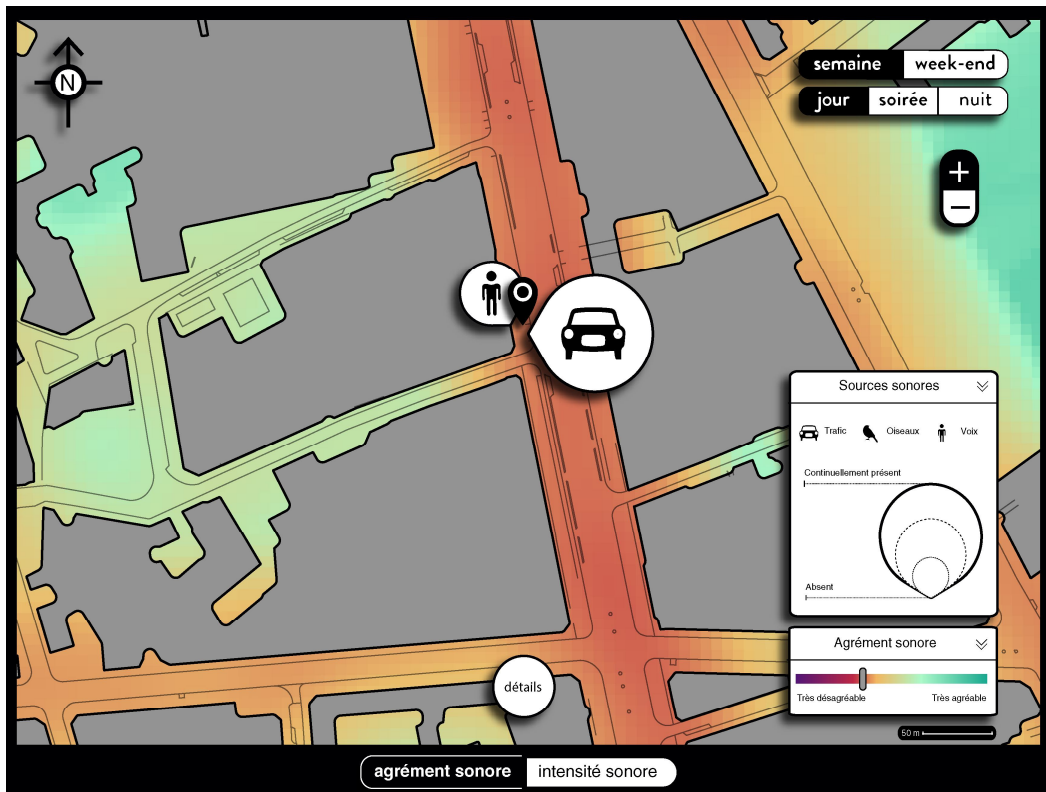 N
semaine week-end
jour soirée nuit
+
−
Sources sonores
Trafic Oiseaux Voix
Continuellement présent
Absent
Agrément sonore
Très désagréable Très agréable
détails
50 m
agrément sonore intensité sonore